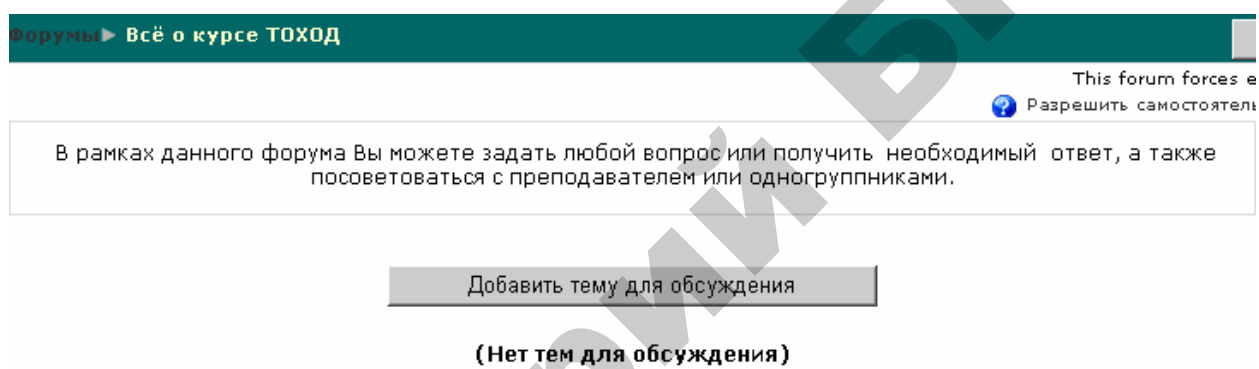 Форумы▶ Всё о курсе ТОХОД
This forum forces
Разрешить
В рамках данного форума Вы можете задать любой вопрос или получить необходимый ответ, а также
посоветоваться с преподавателем или одногруппниками.
Добавить тему для обсуждения
(Нет тем для обсуждения)